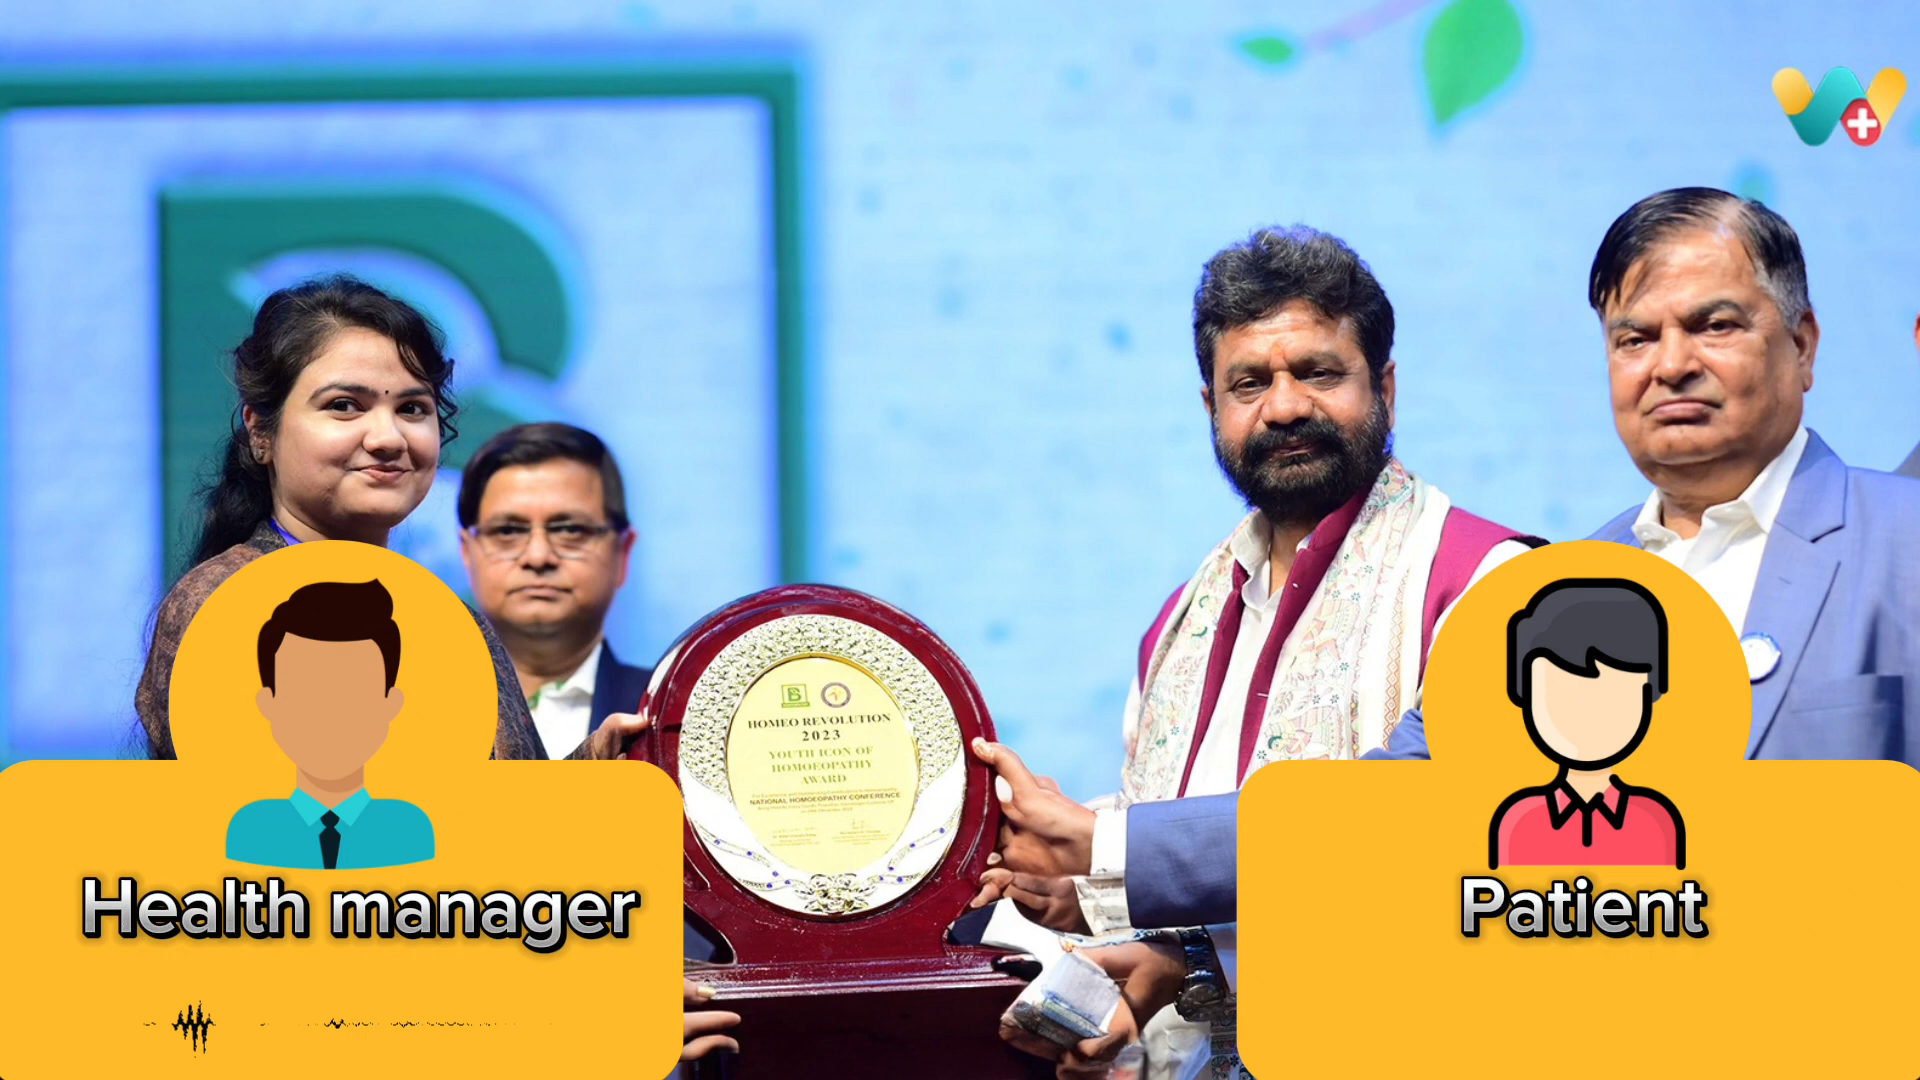 HOMEO REVOLUTION
2023
YOUTH ICON OF
HOMOEOPATHY
AWARD
NATIONAL HOMOEOPATHY CONFERENCE
Health manager
Patient